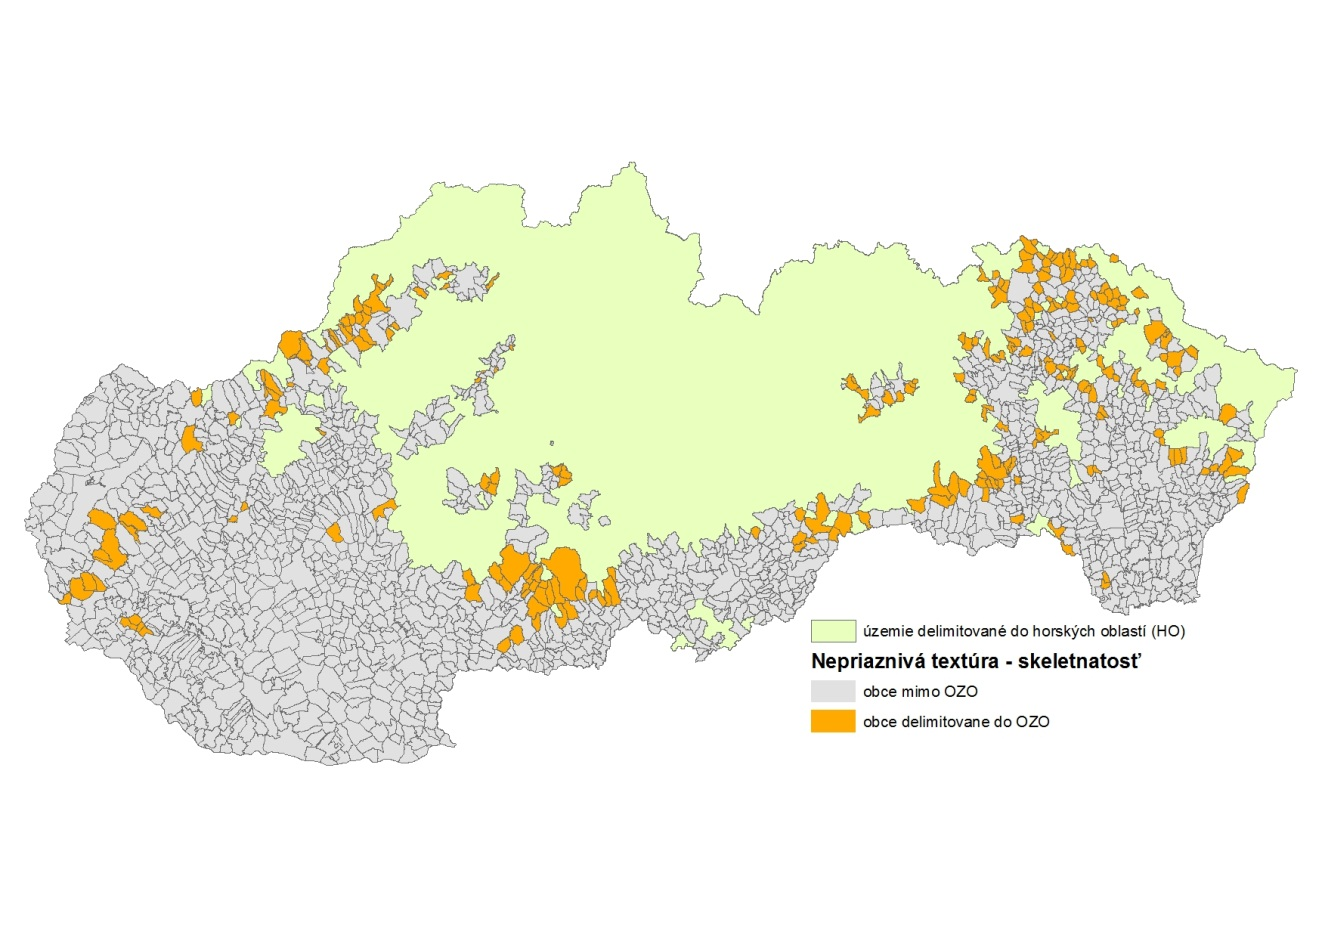 územie delimitované do horských oblastí (HO)
Nepriaznivá textúra - skeletnatosť
obce mimo OZO
obce delimitovane do OZO